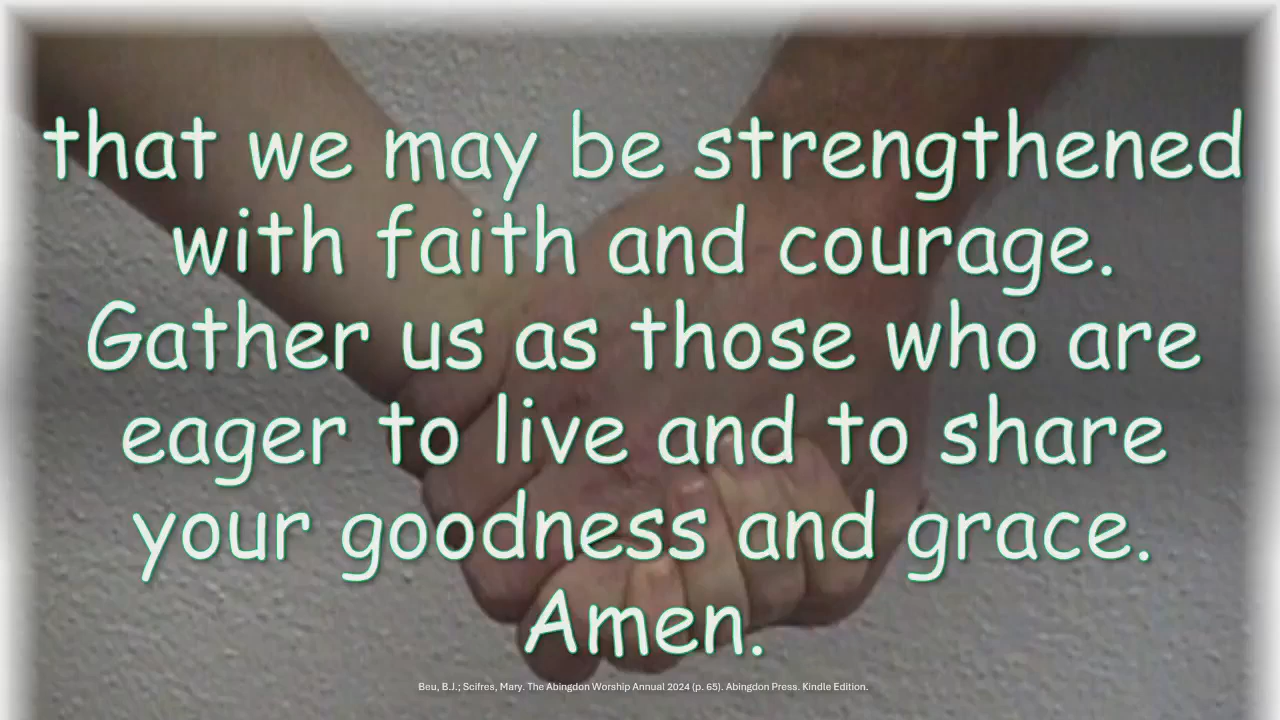 that we may be strengthened
with faith and courage.
Gather us as those who are
eager to live and to share
your goodness and grace.
Amen.
Beu, B.J.; Scifres, Mary. The Abingdon Worship Annual 2024 (p. 65). Abingdon Press. Kindle Edition.